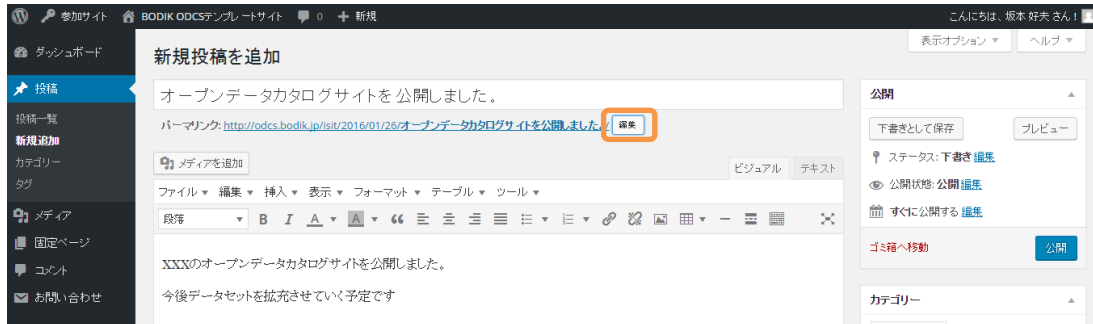 参加サイト BODIK ODCSテンプレートサイト 0 + 新規 こんにちは、坂本 好夫 さん！
表示オプション ▼ ヘルプ ▼
ダッシュボード
投稿
投稿一覧
新規追加
カテゴリー
タグ
メディア
固定ページ
コメント
お問い合わせ
新規投稿を追加
オープンデータカタログサイトを公開しました。
パーマリンク: http://odcs.bodik.jp/isit/2016/01/26/オープンデータカタログサイトを公開しました。/ 編集
メディアを追加
ビジュアル テキスト
ファイル ▼ 編集 ▼ 挿入 ▼ 表示 ▼ フォーマット ▼ テーブル ▼ ツール ▼
段落 B I A A
XXXのオープンデータカタログサイトを公開しました。
今後データセットを拡充させていく予定です
公開
下書きとして保存 プレビュー
ステータス: 下書き 編集
公開状態: 公開 編集
すぐに公開する 編集
ゴミ箱へ移動 公開
カテゴリー